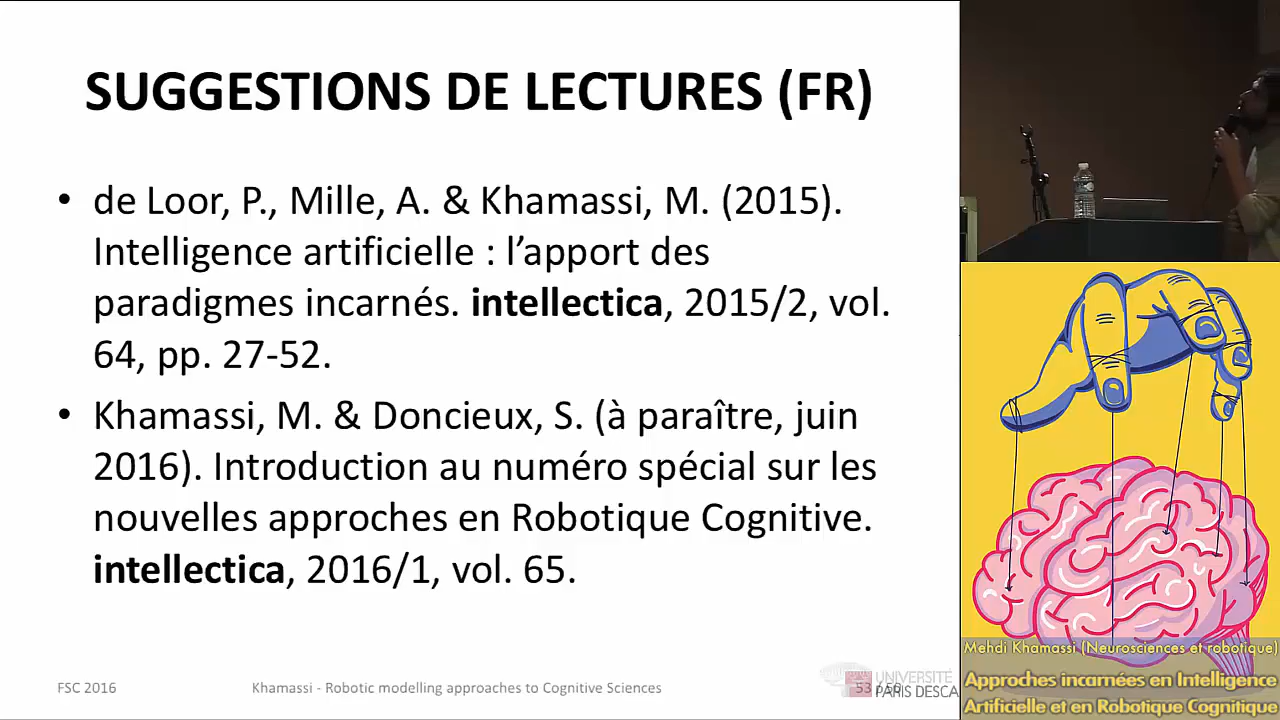 SUGGESTIONS DE LECTURES (FR)
• de Loor, P., Mille, A. & Khamassi, M. (2015).
Intelligence artificielle : l’apport des
paradigmes incarnés. intellectica, 2015/2, vol.
64, pp. 27-52.
• Khamassi, M. & Doncieux, S. (à paraître, juin
2016). Introduction au numéro spécial sur les
nouvelles approches en Robotique Cognitive.
intellectica, 2016/1, vol. 65.
FSC 2016
Khamassi - Robotic modelling approaches to Cognitive Sciences
53
UNIVERSITÉ
PARIS DESCA
Mehdi Khamassi (Neurosciences et robotique)
Approches incarnées en Intelligence
Artificielle et en Robotique Cognitique